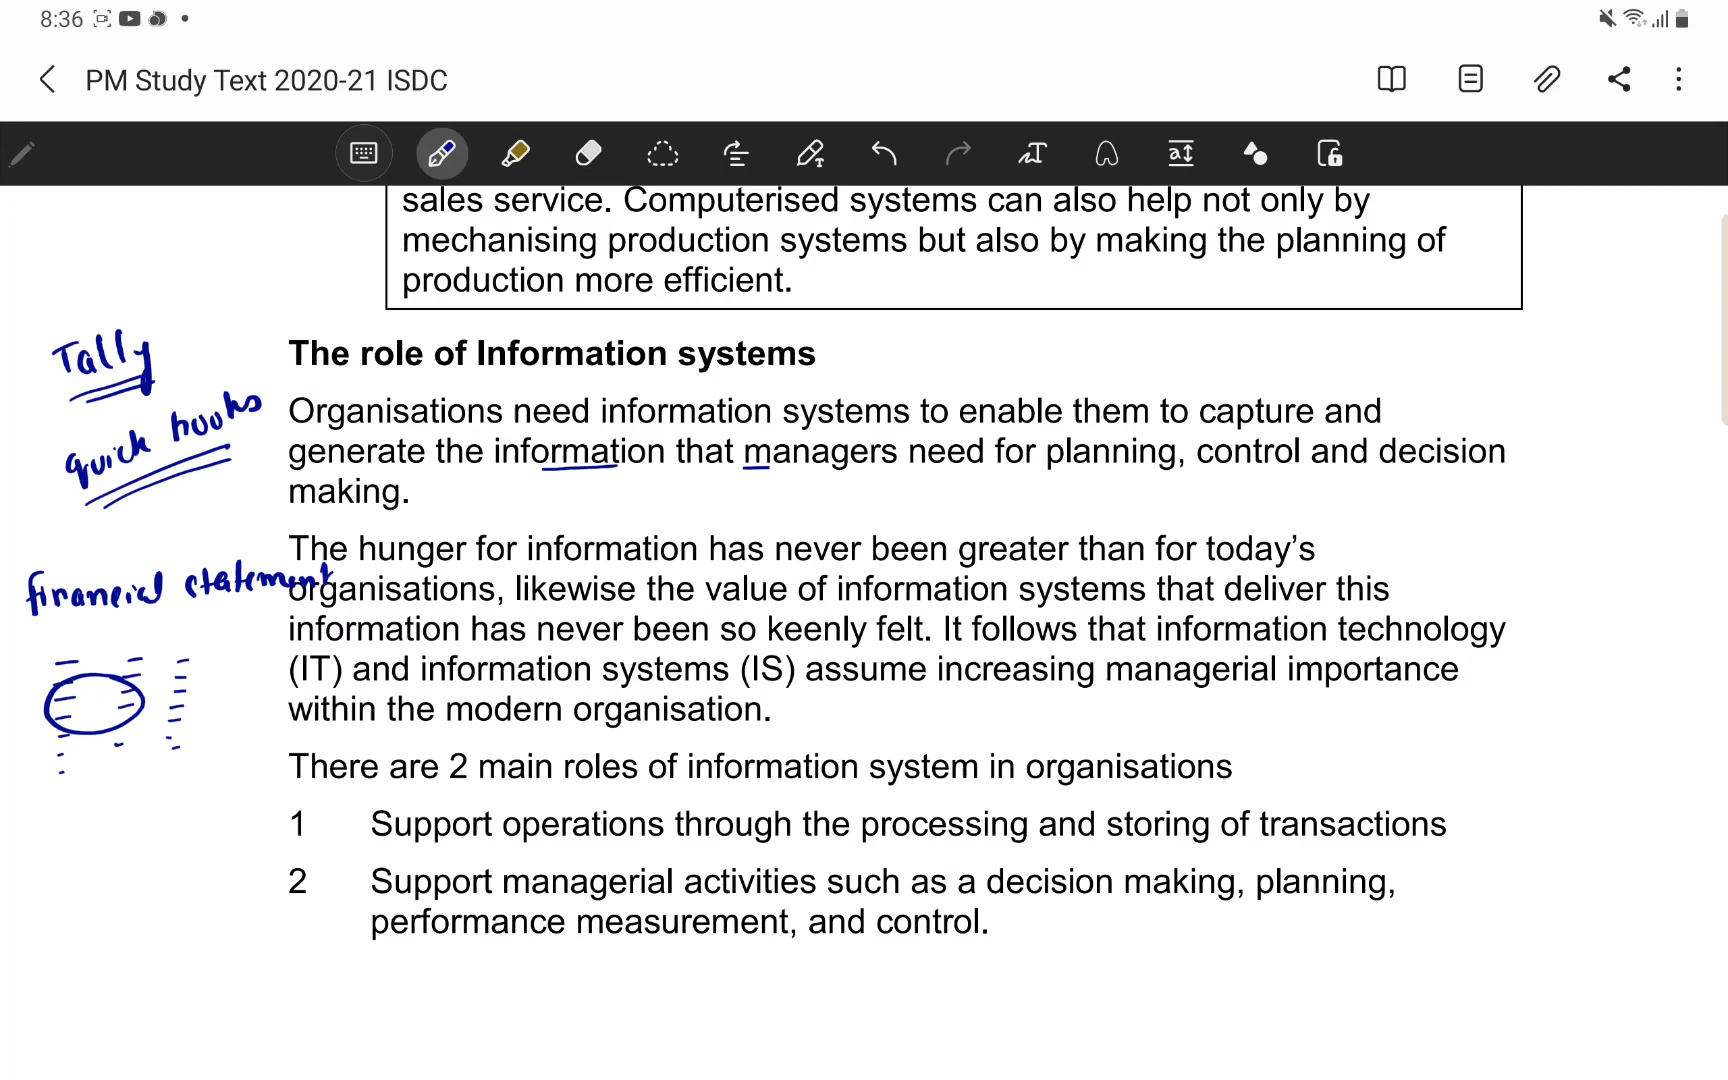 8:36
PM Study Text 2020-21 ISDC
sales service. Computerised systems can also help not only by
mechanising production systems but also by making the planning of
production more efficient.
Tally
The role of Information systems
quick books
Organisations need information systems to enable them to capture and
generate the information that managers need for planning, control and decision
making.
The hunger for information has never been greater than for today’s
financial statement
organisations, likewise the value of information systems that deliver this
information has never been so keenly felt. It follows that information technology
(IT) and information systems (IS) assume increasing managerial importance
within the modern organisation.
There are 2 main roles of information system in organisations
1 Support operations through the processing and storing of transactions
2 Support managerial activities such as a decision making, planning,
performance measurement, and control.